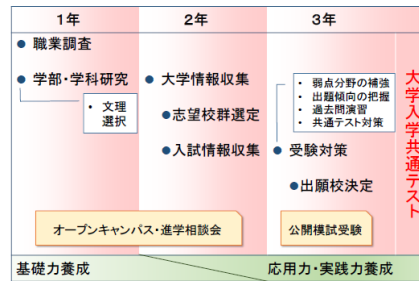 1年
2年
3年
● 職業調査
● 学部・学科研究
・ 文理
選択
● 大学情報収集
●志望校群選定
●入試情報収集
・ 弱点分野の補強
・ 出題傾向の把握
・ 過去問演習
・ 共通テスト対策
● 受験対策
●出願校決定
大学入学共通テスト
オープンキャンパス・進学相談会
公開模試受験
基礎力養成
応用力・実践力養成